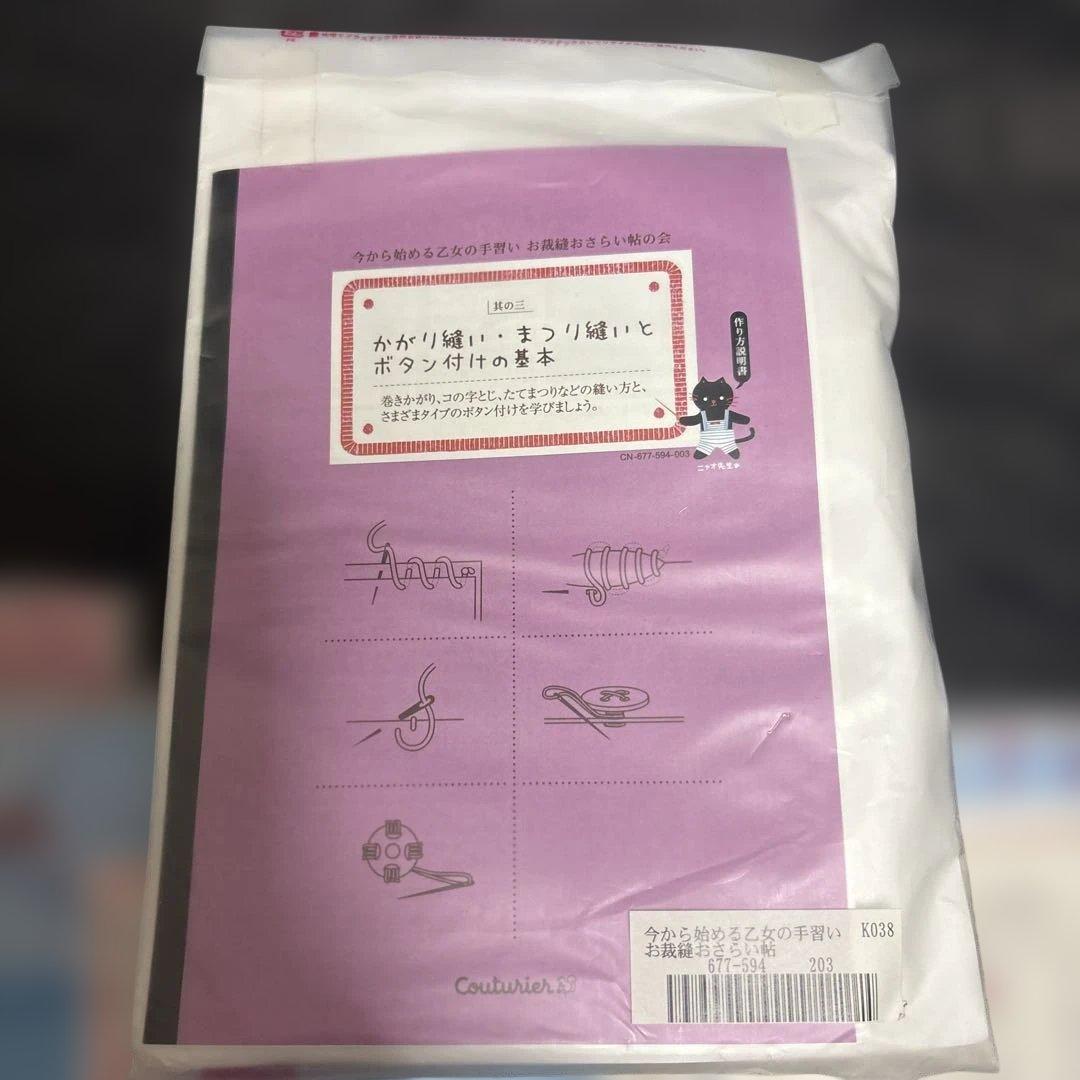 今から始める乙女の手習い お裁縫おさらい帖の会
其の三
かがり縫い・まつり縫いと
ボタン付けの基本
巻きかがり、コの字とじ、たてまつりなどの縫い方と、
さまざまタイプのボタン付けを学びましょう。
作り方説明書
CN-677-594-003
ニャオ先生
Couturier
今から始める乙女の手習い K038
お裁縫おさらい帖
677-594 203